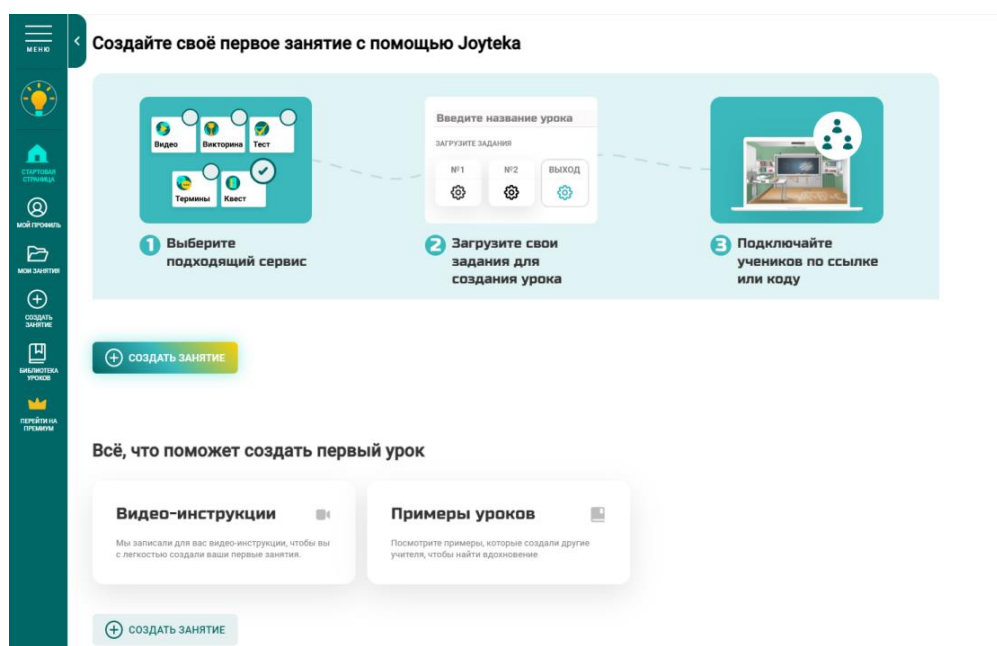 МЕНЮ
Создайте своё первое занятие с помощью Joyteka
СТАРТОВАЯ
СТРАНИЦА
МОЙ ПРОФИЛЬ
МОИ ЗАНЯТИЯ
СОЗДАТЬ
ЗАНЯТИЕ
БИБЛИОТЕКА
УРОКОВ
ПЕРЕЙТИ НА
ПРЕМИУМ
Видео Викторина Тест
Термины Квест
1 Выберите
подходящий сервис
Введите название урока
ЗАГРУЗИТЕ ЗАДАНИЯ
№1 №2 ВЫХОД
2 Загрузите свои
задания для
создания урока
3 Подключайте
учеников по ссылке
или коду
СОЗДАТЬ ЗАНЯТИЕ
Всё, что поможет создать первый урок
Видео-инструкции
Мы записали для вас видео-инструкции, чтобы вы
с легкостью создали ваши первые занятия.
Примеры уроков
Посмотрите примеры, которые создали другие
учителя, чтобы найти вдохновение
СОЗДАТЬ ЗАНЯТИЕ